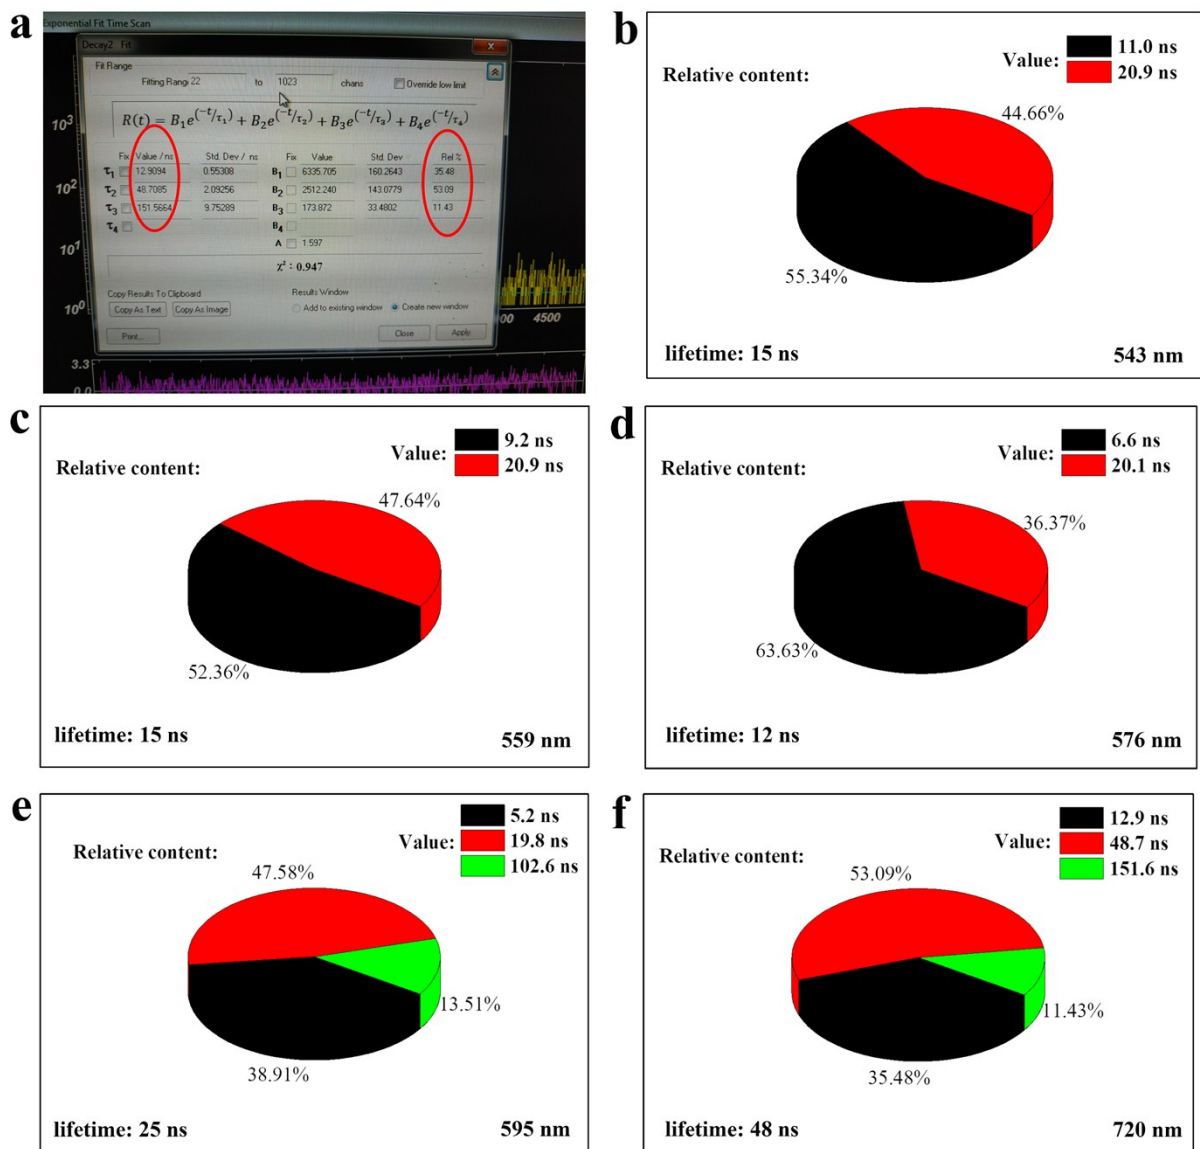 a
Exponential Fit Time Scan
Decay2 Fit
Fit Range
Fitting Rang 22 to 1023 chans Override low limit
R(t) = B₁e^(-t/τ₁) + B₂e^(-t/τ₂) + B₃e^(-t/τ₃) + B₄e^(-t/τ₄)
Fix Value / ns Std. Dev / ns Fix Value Std. Dev Rel %
τ₁ 12.9094 0.55308 B₁ 6335.705 160.2643 35.48
τ₂ 48.7085 2.09256 B₂ 2512.240 143.0779 53.09
τ₃ 151.5664 9.75289 B₃ 173.872 33.4802 11.43
τ₄ B₄
A 1.597
χ² : 0.947
Copy Results To Clipboard Results Window
Copy As Text Copy As Image Add to existing window Create new window
Print... Close Apply
10³
10²
10¹
10⁰
00 4500
3.3
0.0
b
Value: 11.0 ns
20.9 ns
Relative content:
44.66%
55.34%
lifetime: 15 ns 543 nm
c
Value: 9.2 ns
20.9 ns
Relative content:
47.64%
52.36%
lifetime: 15 ns 559 nm
d
Value: 6.6 ns
20.1 ns
Relative content:
36.37%
63.63%
lifetime: 12 ns 576 nm
e
5.2 ns
Value: 19.8 ns
102.6 ns
Relative content:
47.58%
13.51%
38.91%
lifetime: 25 ns 595 nm
f
12.9 ns
Value: 48.7 ns
151.6 ns
Relative content:
53.09%
11.43%
35.48%
lifetime: 48 ns 720 nm